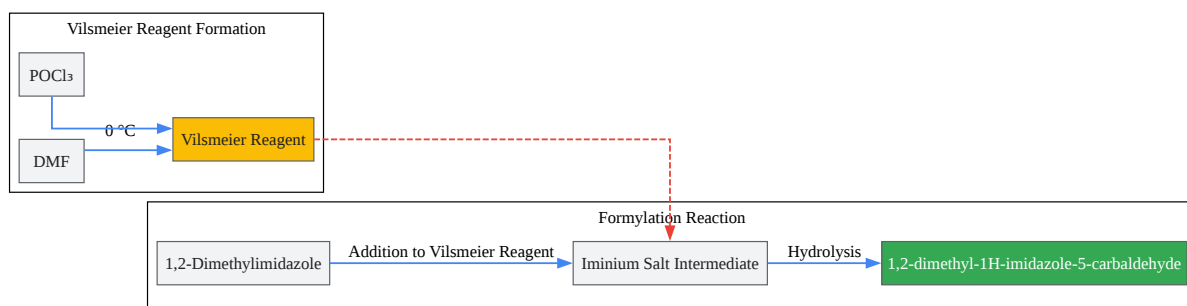 Vilsmeier Reagent Formation
POCl₃
0 °C
Vilsmeier Reagent
DMF
Formylation Reaction
1,2-Dimethylimidazole
Addition to Vilsmeier Reagent
Iminium Salt Intermediate
Hydrolysis
1,2-dimethyl-1H-imidazole-5-carbaldehyde